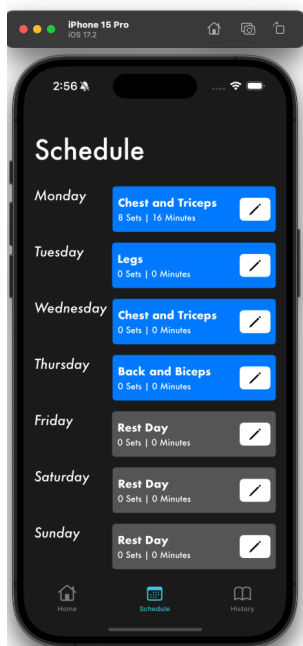 iPhone 15 Pro
iOS 17.2
2:56
Schedule
Monday
Chest and Triceps
8 Sets | 16 Minutes
Tuesday
Legs
0 Sets | 0 Minutes
Wednesday
Chest and Triceps
0 Sets | 0 Minutes
Thursday
Back and Biceps
0 Sets | 0 Minutes
Friday
Rest Day
0 Sets | 0 Minutes
Saturday
Rest Day
0 Sets | 0 Minutes
Sunday
Rest Day
0 Sets | 0 Minutes
Home Schedule History